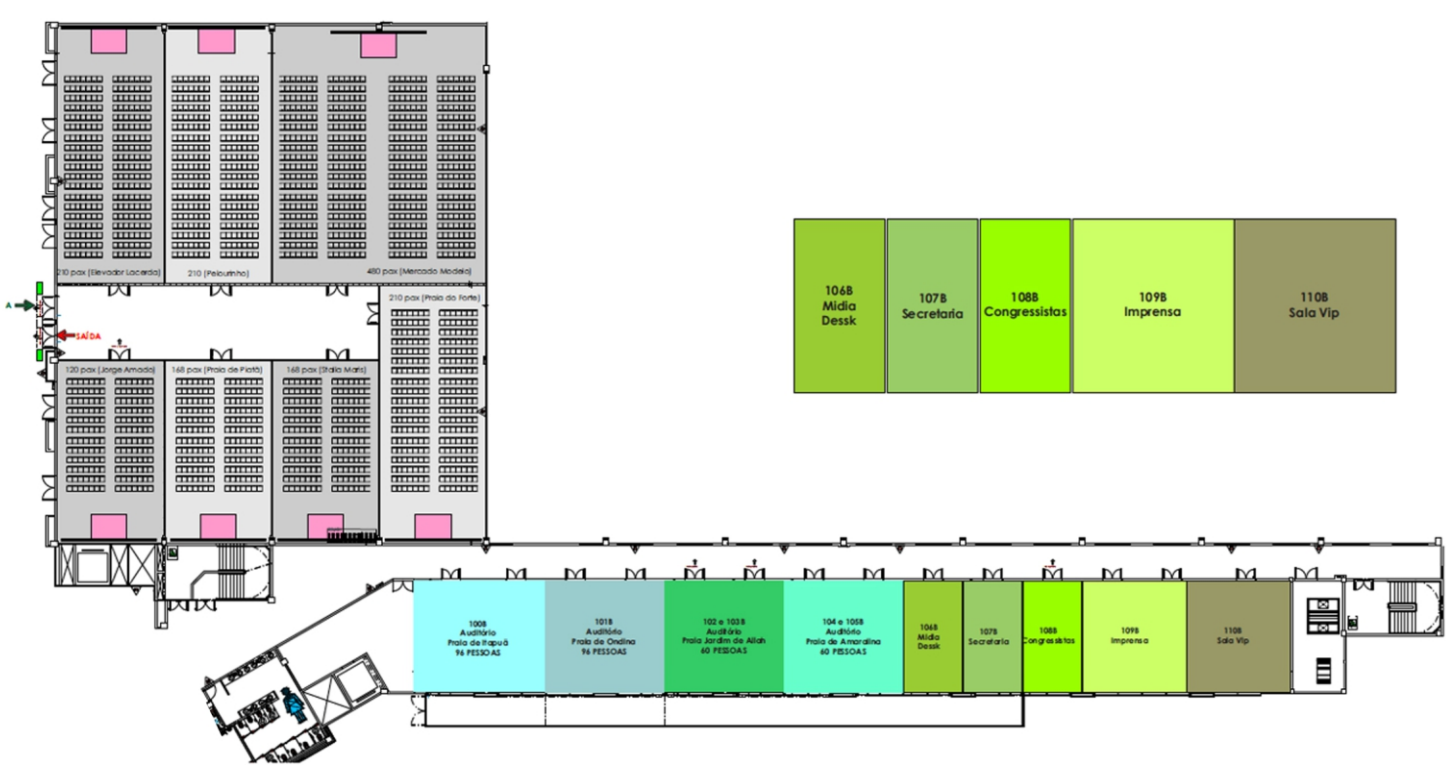 210 pax (Elevador Lacerda)
210 (Pelourinho)
480 pax (Mercado Modelo)
A
SAÍDA
210 pax (Praia do Forte)
120 pax (Jorge Amado)
168 pax (Praia de Piatã)
168 pax (Stalla Maris)
106B
Midia
Dessk
107B
Secretaria
108B
Congressistas
109B
Imprensa
110B
Sala Vip
100B
Auditório
Praia de Itapuã
96 PESSOAS
101B
Auditório
Praia de Ondina
96 PESSOAS
102 e 103B
Auditório
Praia Jardim de Allah
60 PESSOAS
104 e 105B
Auditório
Praia de Amaralina
60 PESSOAS
106B
Midia
Dessk
107B
Secretaria
108B
Congressistas
109B
Imprensa
110B
Sala Vip